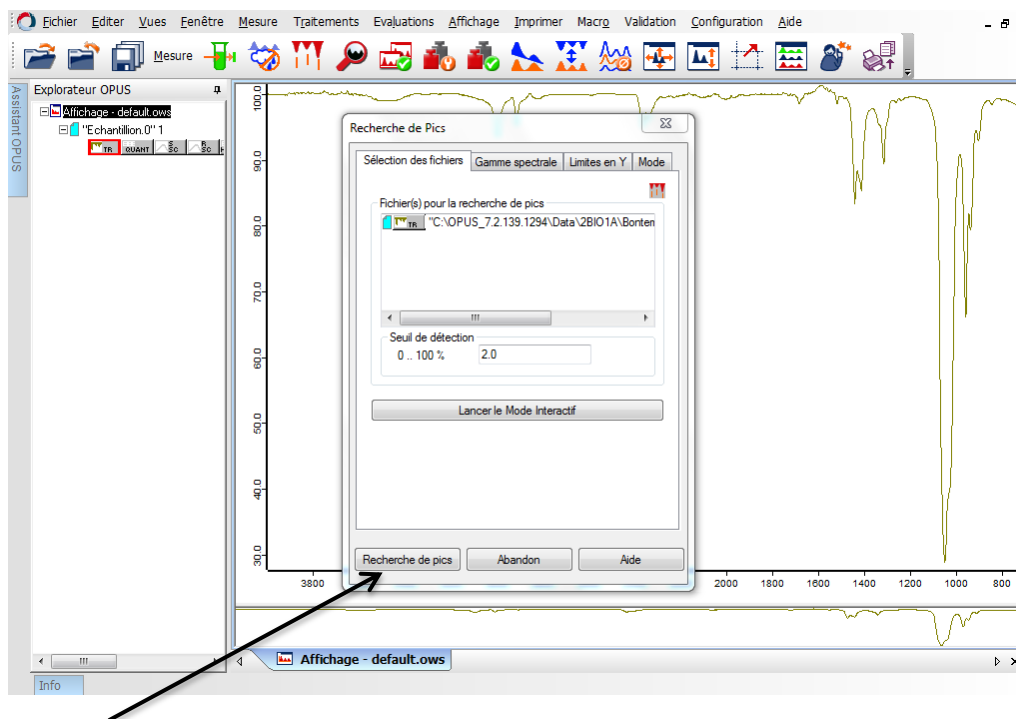 Fichier Editer Vues Fenêtre Mesure Traitements Evaluations Affichage Imprimer Macro Validation Configuration Aide
Mesure
Assistant OPUS
Explorateur OPUS
Affichage - default.ows
"Echantillion.0" 1
TR QUANT SC SC
Recherche de Pics
Sélection des fichiers Gamme spectrale Limites en Y Mode
Fichier(s) pour la recherche de pics
TR "C:\OPUS_7.2.139.1294\Data\2BIO1A\Bonten
Seuil de détection
0 .. 100 % 2.0
Lancer le Mode Interactif
Recherche de pics Abandon Aide
100.0
90.0
80.0
70.0
60.0
50.0
40.0
30.0
3800 2000 1800 1600 1400 1200 1000 800
Affichage - default.ows
Info